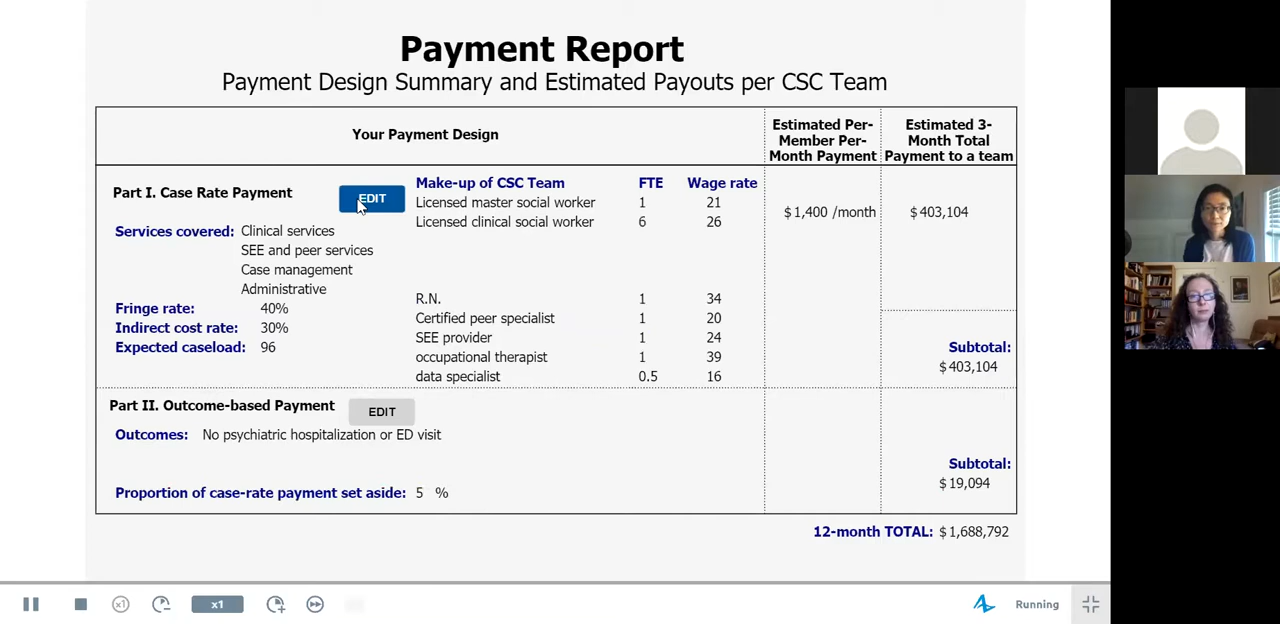 Payment Report
Payment Design Summary and Estimated Payouts per CSC Team
Your Payment Design
Estimated Per-
Member Per-
Month Payment
Estimated 3-
Month Total
Payment to a team
Part I. Case Rate Payment
EDIT
Make-up of CSC Team FTE Wage rate
Licensed master social worker 1 21
Licensed clinical social worker 6 26
$ 1,400 /month $ 403,104
Services covered: Clinical services
SEE and peer services
Case management
Administrative
Fringe rate: 40%
Indirect cost rate: 30%
Expected caseload: 96
R.N. 1 34
Certified peer specialist 1 20
SEE provider 1 24
occupational therapist 1 39
data specialist 0.5 16
Subtotal:
$ 403,104
Part II. Outcome-based Payment
EDIT
Outcomes: No psychiatric hospitalization or ED visit
Proportion of case-rate payment set aside: 5 %
Subtotal:
$ 19,094
12-month TOTAL: $ 1,688,792
x1
x1
Running